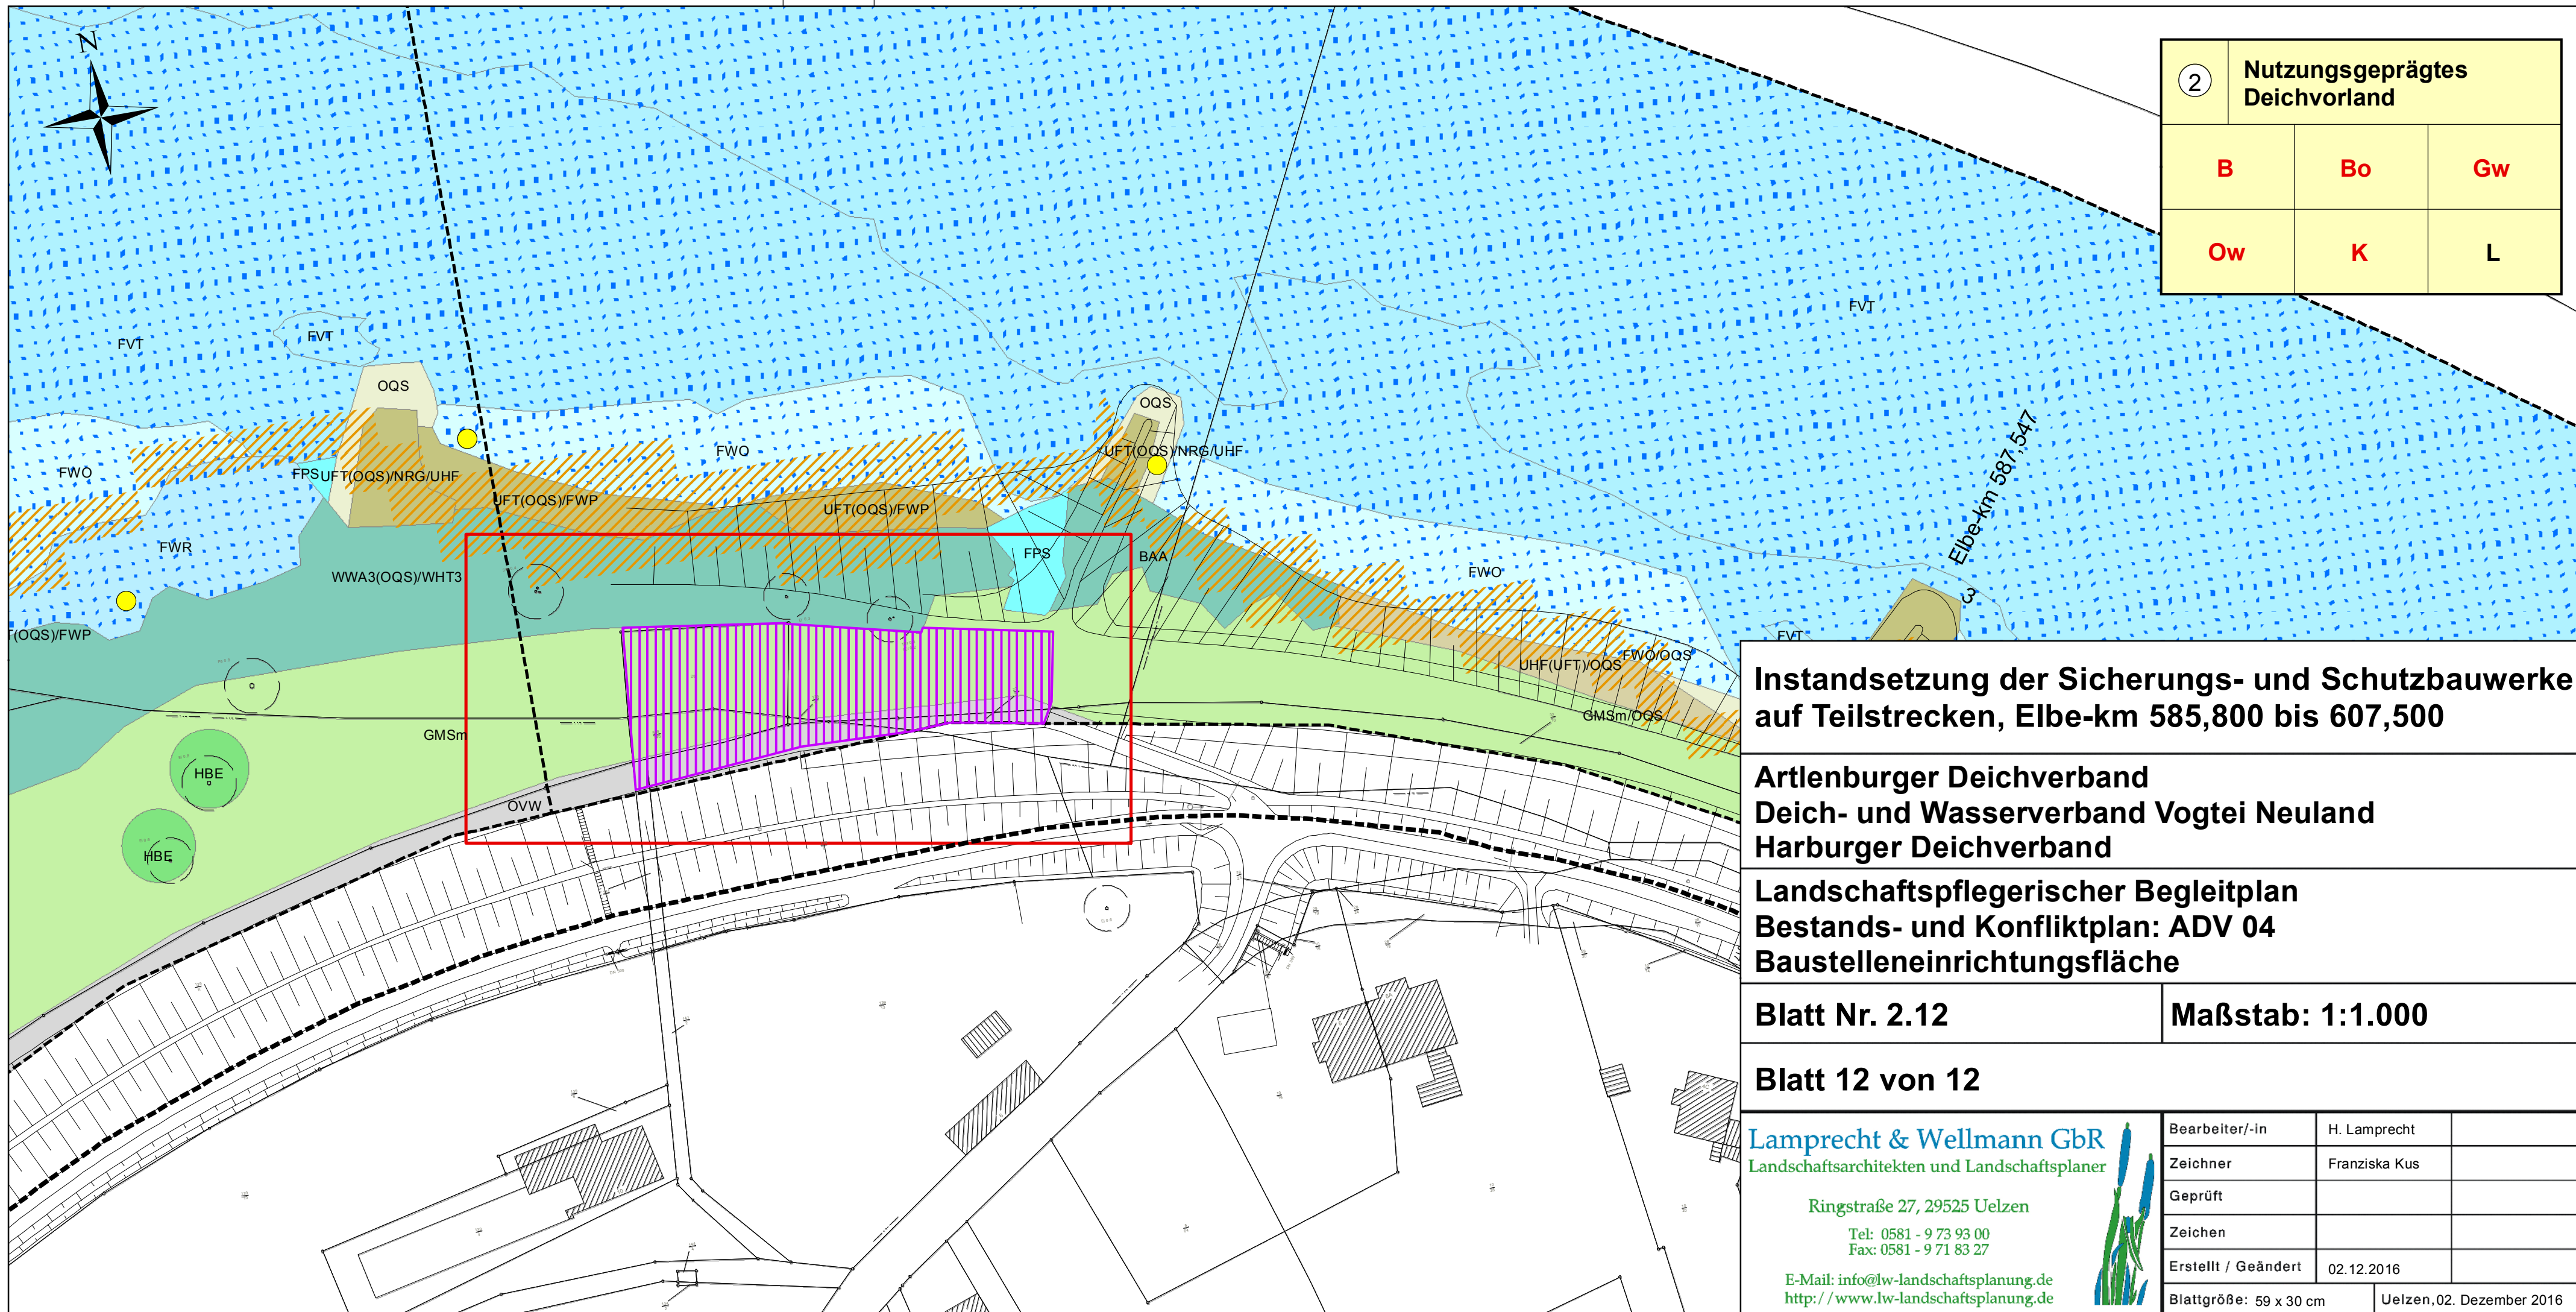 N
2
Nutzungsgeprägtes
Deichvorland
B Bo Gw
Ow K L
FVT
FVT
FVT
OQS
OQS
FWO
FPS
UFT(OQS)/NRG/UHF
FWO
UFT(OQS)/NRG/UHF
UFT(OQS)/FWP
UFT(OQS)/FWP
FWR
FPS
BAA
FWO
WWA3(OQS)/WHT3
T(OQS)/FWP
Elbe-km 587,547
3
FVT
UHF(UFT)/OQS
FWO/OQS
GMSm/OQS
GMSm
HBE
OVW
HBE
Instandsetzung der Sicherungs- und Schutzbauwerke
auf Teilstrecken, Elbe-km 585,800 bis 607,500
Artlenburger Deichverband
Deich- und Wasserverband Vogtei Neuland
Harburger Deichverband
Landschaftspflegerischer Begleitplan
Bestands- und Konfliktplan: ADV 04
Baustelleneinrichtungsfläche
Blatt Nr. 2.12
Maßstab: 1:1.000
Blatt 12 von 12
Lamprecht & Wellmann GbR
Landschaftsarchitekten und Landschaftsplaner
Ringstraße 27, 29525 Uelzen
Tel: 0581 - 9 73 93 00
Fax: 0581 - 9 71 83 27
E-Mail: info@lw-landschaftsplanung.de
http://www.lw-landschaftsplanung.de
Bearbeiter/-in H. Lamprecht
Zeichner Franziska Kus
Geprüft
Zeichen
Erstellt / Geändert 02.12.2016
Blattgröße: 59 x 30 cm
Uelzen,02. Dezember 2016